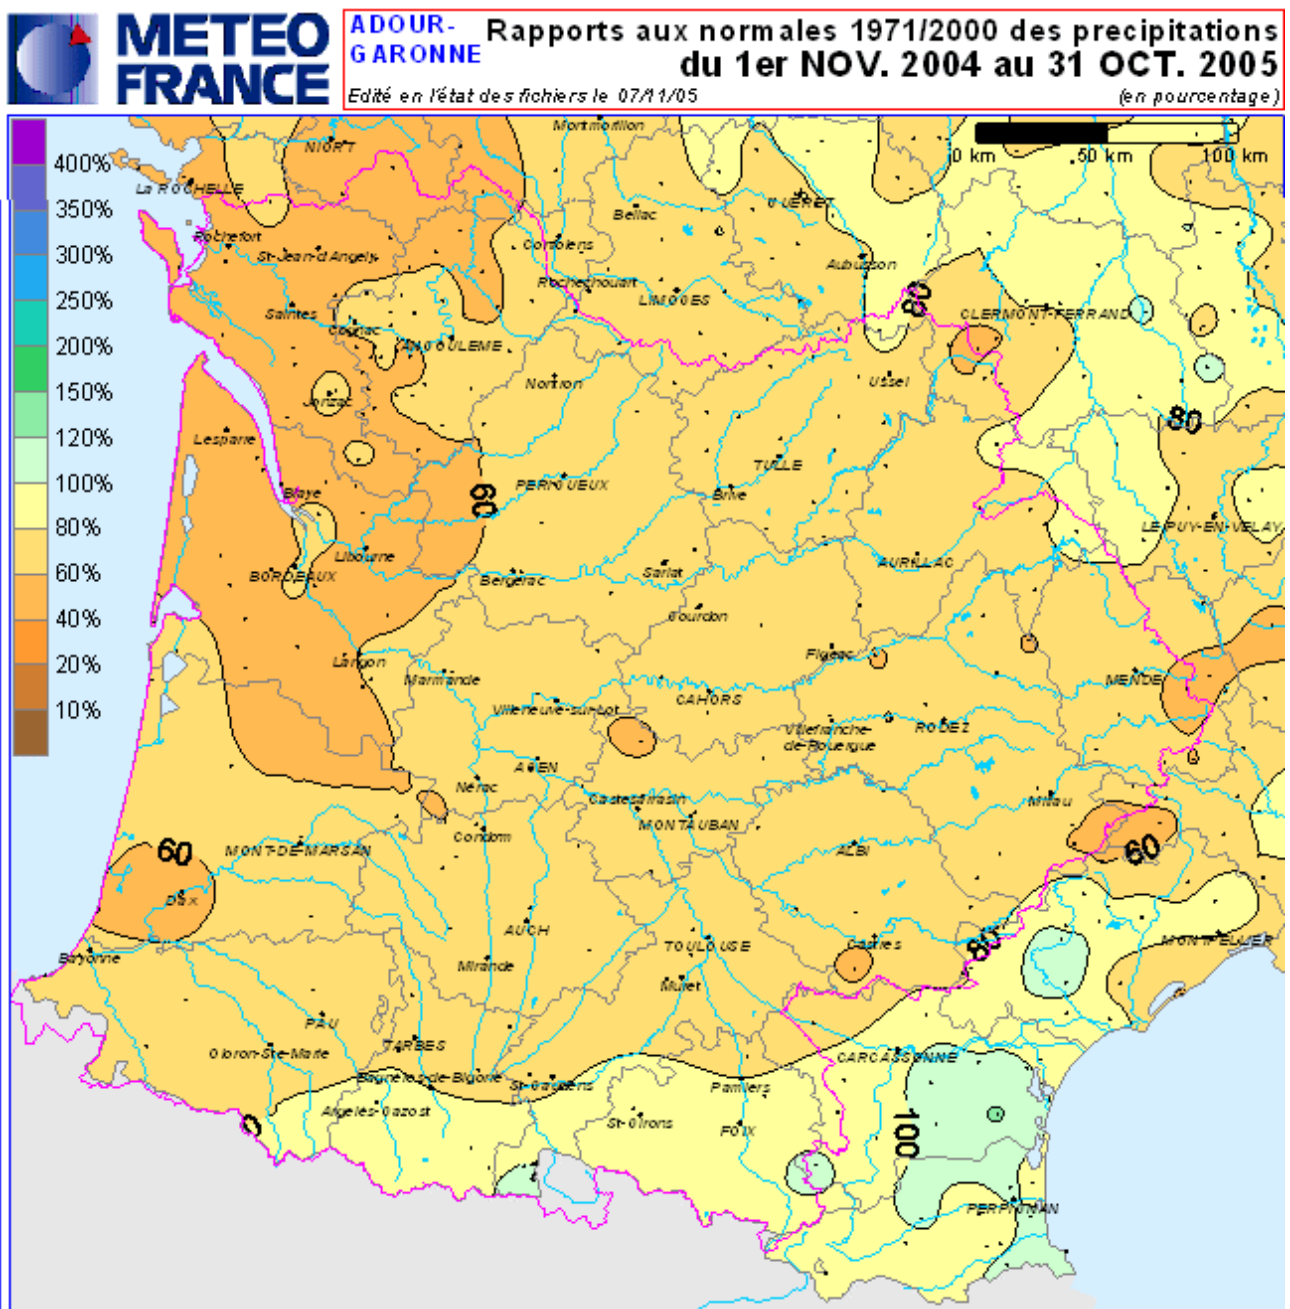 METEO
FRANCE
ADOUR-
GARONNE
Rapports aux normales 1971/2000 des precipitations
du 1er NOV. 2004 au 31 OCT. 2005
Edité en l'état des fichiers le 07/11/05
(en pourcentage)
0 km 50 km 100 km
400%
350%
300%
250%
200%
150%
120%
100%
80%
60%
40%
20%
10%
NIORT
Montmorillon
La ROCHELLE
GUERET
Bellac
Rochefort
Confolens
St-Jean-d'Angely
Aubusson
Rochechouart
LIMOGES
80
Saintes
CLERMONT-FERRAND
Cognac
ANGOULEME
Nontron
Ussel
Jonzac
80
Lesparre
TULLE
PERIGUEUX
60
Blaye
Brive
LE-PUY-EN-VELAY
Libourne
BORDEAUX
Bergerac
Sarlat
AURILLAC
Gourdon
Langon
Figeac
Marmande
MENDE
CAHORS
Villeneuve-sur-Lot
Villefranche-
de-Rouergue
RODEZ
AGEN
Nérac
Castelsarrasin
Millau
MONTAUBAN
Condom
60
MONT-DE-MARSAN
ALBI
60
Dax
AUCH
TOULOUSE
Castres
80
MONTPELLIER
Bayonne
Mirande
Muret
PAU
TARBES
Oloron-Ste-Marie
CARCASSONNE
Bagnères-de-Bigorre
St-Gaudens
Pamiers
Argelès-Gazost
St-Girons
FOIX
0
100
PERPIGNAN